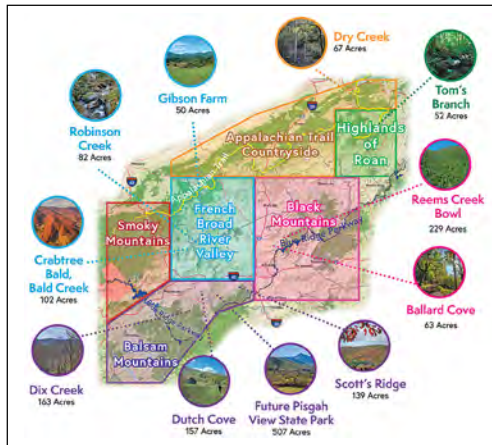 Dry Creek
67 Acres
Gibson Farm
50 Acres
Tom's
Branch
52 Acres
Robinson
Creek
82 Acres
Appalachian Trail
Countryside
Highlands
of
Roan
Appalachian Trail
Reems Creek
Bowl
229 Acres
Smoky
Mountains
French
Broad
River
Valley
Black
Mountains
Blue Ridge Parkway
Crabtree
Bald,
Bald Creek
102 Acres
Ballard Cove
63 Acres
Balsam
Mountains
Dix Creek
163 Acres
Dutch Cove
157 Acres
Future Pisgah
View State Park
507 Acres
Scott's Ridge
139 Acres